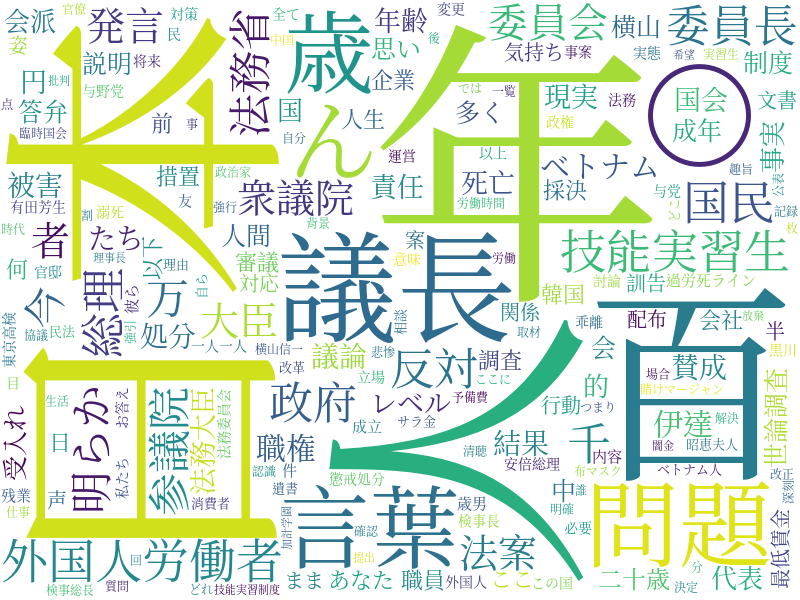 会派
姿
官僚
対策
民
批判
発言
将来
説明
与野党
円
点
答弁
臨時国会
法務省
歳
年齢
変更
後
全て
中国
思い
気持ち
事案
企業
国
前
事
人生
自分
本
年
委員会
横山
委員長
実態
希望
実習生
制度
では
一覧
法務
現実
政権
多く
〇
国会
成年
文書
事実
趣旨
公表
ん
運営
以上
ベトナム
与党
記録
枚
被害
措置
政治家
衆議院
責任
死亡
採決
労働時間
国民
とこ
有田芳生
溺死
友
強行
背景
割
者
たち
人間
案
意味
労働
技能実習生
時代
理事長
何
官邸
以下
理由
彼ら
審議
対応
自ら
議長
韓国
討論
訓告
過労死ライン
今
総理
万
大臣
相談
関係
取材
乖離
配布
会社
放棄
東京高検
協議
民法
強引
処分
一人一人
横山信一
悲惨
改革
議論
反対
調査
会
半
黒川
日
人
百
立場
ここに
的
賛成
場合
賭けマージャン
受入れ
明らか
生活
お答え
参議院
法務大臣
法務委員会
政府
レベル
予備費
行動
つまり
伊達
世論調査
職権
成立
サラ金
結果
千
内容
闇金
解決
昭恵夫人
日
私たち
清聴
安倍総理
布マスク
ベトナム人
改正
深刻
残業
声
仕事
消費者
認識
件
遺書
懲戒処分
言葉
歳男
検事長
中
誰
明確
必要
問題
最低賃金
外国人労働者
加計学園
確認
提出
法案
検事総長
回
質問
どれ
技能実習制度
まま
あなた
職員
外国人
ここ
この国
二十歳
分
決定
代表